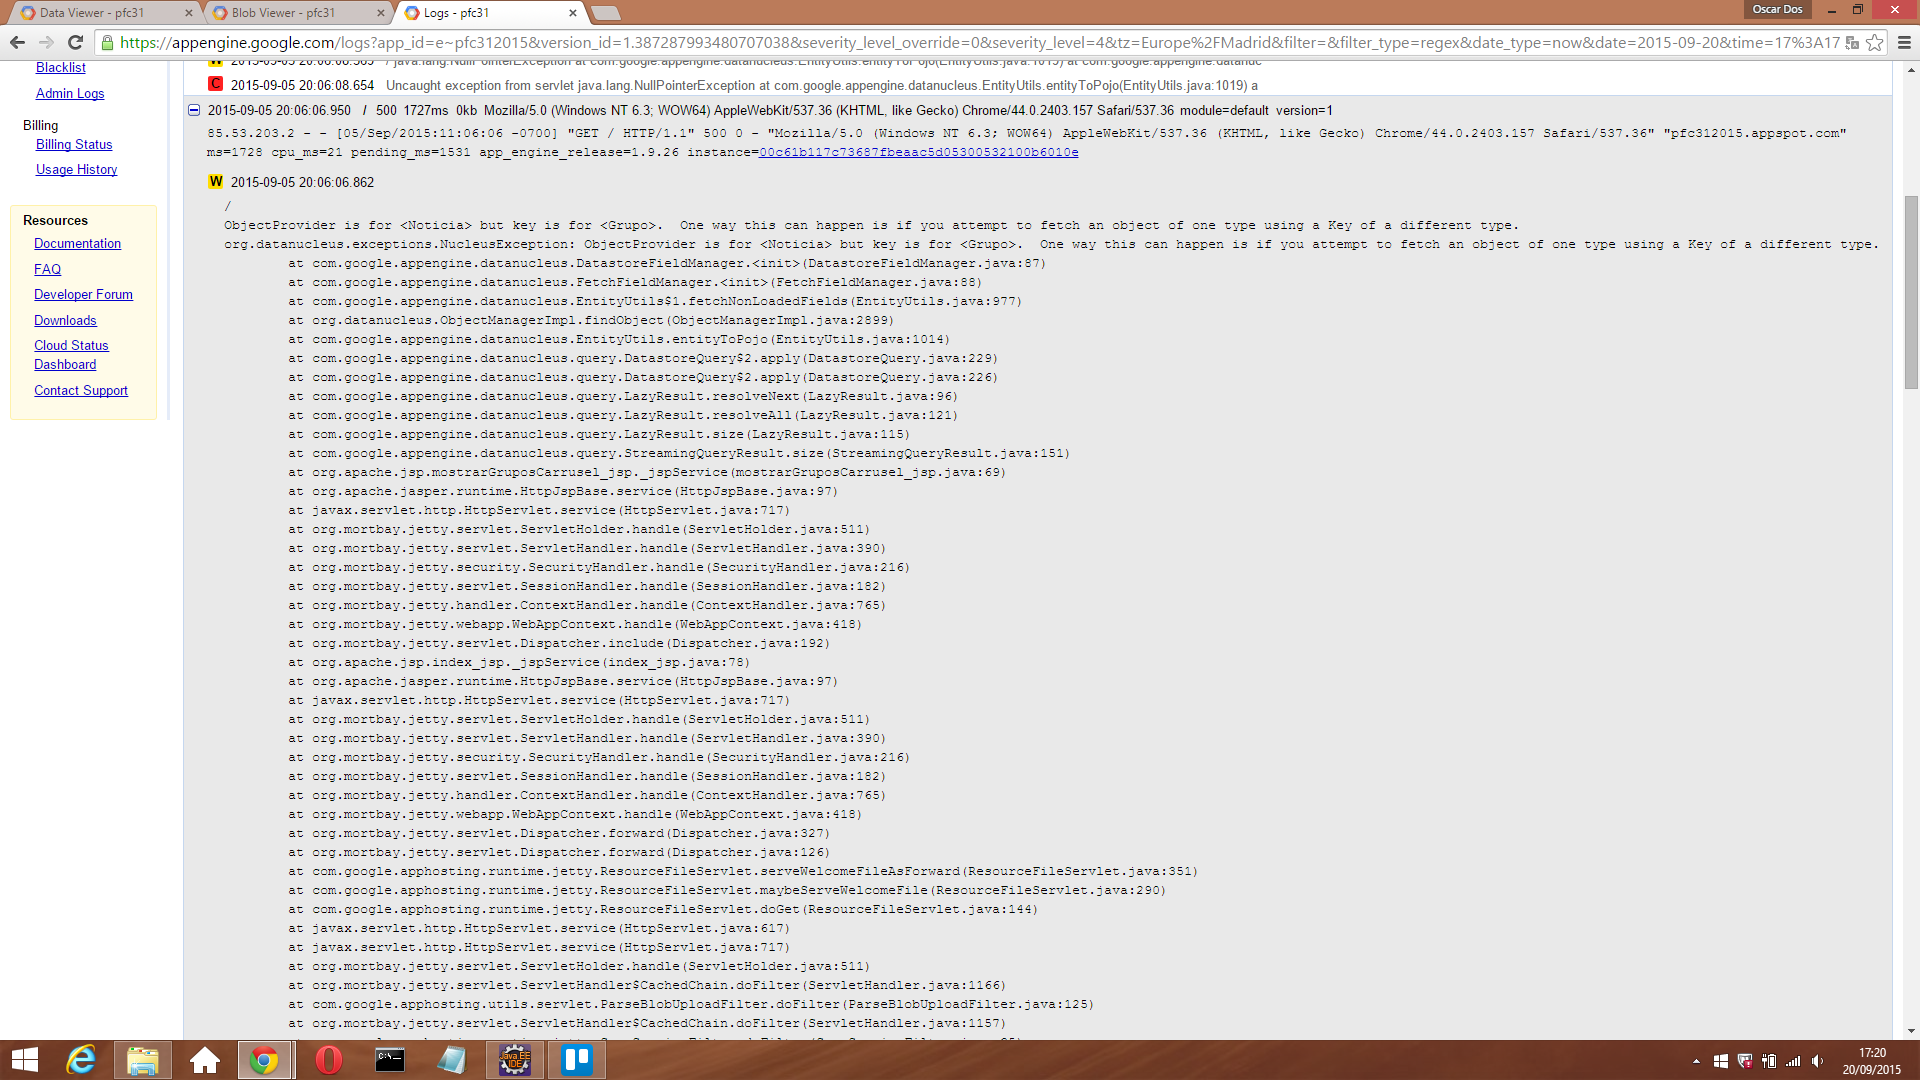 Data Viewer - pfc31
Blob Viewer - pfc31
Logs - pfc31
Oscar Dos
https://appengine.google.com/logs?app_id=e~pfc312015&version_id=1.387287993480707038&severity_level_override=0&severity_level=4&tz=Europe%2FMadrid&filter=&filter_type=regex&date_type=now&date=2015-09-20&time=17%3A17
Blacklist
Admin Logs
Billing
Billing Status
Usage History
Resources
Documentation
FAQ
Developer Forum
Downloads
Cloud Status
Dashboard
Contact Support
W 2015-09-05 20:06:08.565 / java.lang.NullPointerException at com.google.appengine.datanucleus.EntityUtils.entityToPojo(EntityUtils.java:1019) at com.google.appengine.datanuc
C 2015-09-05 20:06:08.654 Uncaught exception from servlet java.lang.NullPointerException at com.google.appengine.datanucleus.EntityUtils.entityToPojo(EntityUtils.java:1019) a
2015-09-05 20:06:06.950 / 500 1727ms 0kb Mozilla/5.0 (Windows NT 6.3; WOW64) AppleWebKit/537.36 (KHTML, like Gecko) Chrome/44.0.2403.157 Safari/537.36 module=default version=1
85.53.203.2 - - [05/Sep/2015:11:06:06 -0700] "GET / HTTP/1.1" 500 0 - "Mozilla/5.0 (Windows NT 6.3; WOW64) AppleWebKit/537.36 (KHTML, like Gecko) Chrome/44.0.2403.157 Safari/537.36" "pfc312015.appspot.com"
ms=1728 cpu_ms=21 pending_ms=1531 app_engine_release=1.9.26 instance=00c61b117c73687fbeaac5d05300532100b6010e
W 2015-09-05 20:06:06.862
/
ObjectProvider is for <Noticia> but key is for <Grupo>.  One way this can happen is if you attempt to fetch an object of one type using a Key of a different type.
org.datanucleus.exceptions.NucleusException: ObjectProvider is for <Noticia> but key is for <Grupo>.  One way this can happen is if you attempt to fetch an object of one type using a Key of a different type.
at com.google.appengine.datanucleus.DatastoreFieldManager.<init>(DatastoreFieldManager.java:87)
at com.google.appengine.datanucleus.FetchFieldManager.<init>(FetchFieldManager.java:88)
at com.google.appengine.datanucleus.EntityUtils$1.fetchNonLoadedFields(EntityUtils.java:977)
at org.datanucleus.ObjectManagerImpl.findObject(ObjectManagerImpl.java:2899)
at com.google.appengine.datanucleus.EntityUtils.entityToPojo(EntityUtils.java:1014)
at com.google.appengine.datanucleus.query.DatastoreQuery$2.apply(DatastoreQuery.java:229)
at com.google.appengine.datanucleus.query.DatastoreQuery$2.apply(DatastoreQuery.java:226)
at com.google.appengine.datanucleus.query.LazyResult.resolveNext(LazyResult.java:96)
at com.google.appengine.datanucleus.query.LazyResult.resolveAll(LazyResult.java:121)
at com.google.appengine.datanucleus.query.LazyResult.size(LazyResult.java:115)
at com.google.appengine.datanucleus.query.StreamingQueryResult.size(StreamingQueryResult.java:151)
at org.apache.jsp.mostrarGruposCarrusel_jsp._jspService(mostrarGruposCarrusel_jsp.java:69)
at org.apache.jasper.runtime.HttpJspBase.service(HttpJspBase.java:97)
at javax.servlet.http.HttpServlet.service(HttpServlet.java:717)
at org.mortbay.jetty.servlet.ServletHolder.handle(ServletHolder.java:511)
at org.mortbay.jetty.servlet.ServletHandler.handle(ServletHandler.java:390)
at org.mortbay.jetty.security.SecurityHandler.handle(SecurityHandler.java:216)
at org.mortbay.jetty.servlet.SessionHandler.handle(SessionHandler.java:182)
at org.mortbay.jetty.handler.ContextHandler.handle(ContextHandler.java:765)
at org.mortbay.jetty.webapp.WebAppContext.handle(WebAppContext.java:418)
at org.mortbay.jetty.servlet.Dispatcher.include(Dispatcher.java:192)
at org.apache.jsp.index_jsp._jspService(index_jsp.java:78)
at org.apache.jasper.runtime.HttpJspBase.service(HttpJspBase.java:97)
at javax.servlet.http.HttpServlet.service(HttpServlet.java:717)
at org.mortbay.jetty.servlet.ServletHolder.handle(ServletHolder.java:511)
at org.mortbay.jetty.servlet.ServletHandler.handle(ServletHandler.java:390)
at org.mortbay.jetty.security.SecurityHandler.handle(SecurityHandler.java:216)
at org.mortbay.jetty.servlet.SessionHandler.handle(SessionHandler.java:182)
at org.mortbay.jetty.handler.ContextHandler.handle(ContextHandler.java:765)
at org.mortbay.jetty.webapp.WebAppContext.handle(WebAppContext.java:418)
at org.mortbay.jetty.servlet.Dispatcher.forward(Dispatcher.java:327)
at org.mortbay.jetty.servlet.Dispatcher.forward(Dispatcher.java:126)
at com.google.apphosting.runtime.jetty.ResourceFileServlet.serveWelcomeFileAsForward(ResourceFileServlet.java:351)
at com.google.apphosting.runtime.jetty.ResourceFileServlet.maybeServeWelcomeFile(ResourceFileServlet.java:290)
at com.google.apphosting.runtime.jetty.ResourceFileServlet.doGet(ResourceFileServlet.java:144)
at javax.servlet.http.HttpServlet.service(HttpServlet.java:617)
at javax.servlet.http.HttpServlet.service(HttpServlet.java:717)
at org.mortbay.jetty.servlet.ServletHolder.handle(ServletHolder.java:511)
at org.mortbay.jetty.servlet.ServletHandler$CachedChain.doFilter(ServletHandler.java:1166)
at com.google.apphosting.utils.servlet.ParseBlobUploadFilter.doFilter(ParseBlobUploadFilter.java:125)
at org.mortbay.jetty.servlet.ServletHandler$CachedChain.doFilter(ServletHandler.java:1157)
C:\_
Java EE
IDE
17:20
20/09/2015